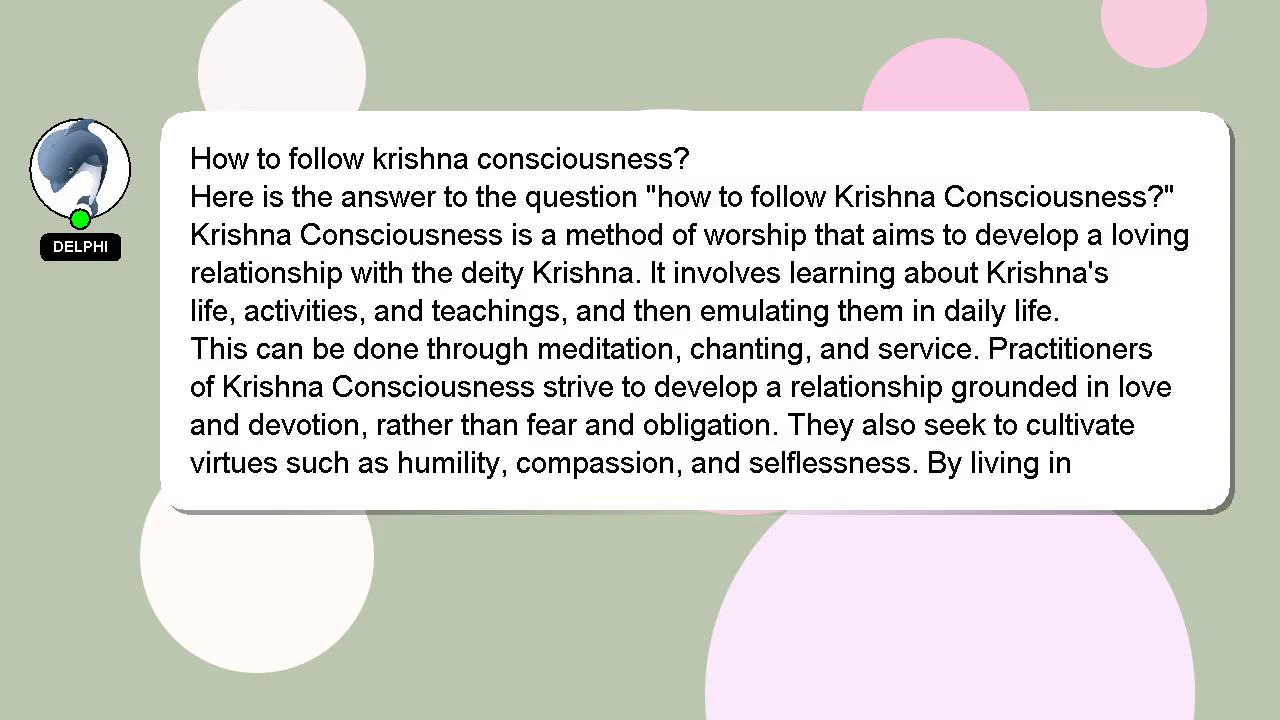 How to follow krishna consciousness?
Here is the answer to the question "how to follow Krishna Consciousness?"
Krishna Consciousness is a method of worship that aims to develop a loving
relationship with the deity Krishna. It involves learning about Krishna's
life, activities, and teachings, and then emulating them in daily life.
This can be done through meditation, chanting, and service. Practitioners
of Krishna Consciousness strive to develop a relationship grounded in love
and devotion, rather than fear and obligation. They also seek to cultivate
virtues such as humility, compassion, and selflessness. By living in
DELPHI